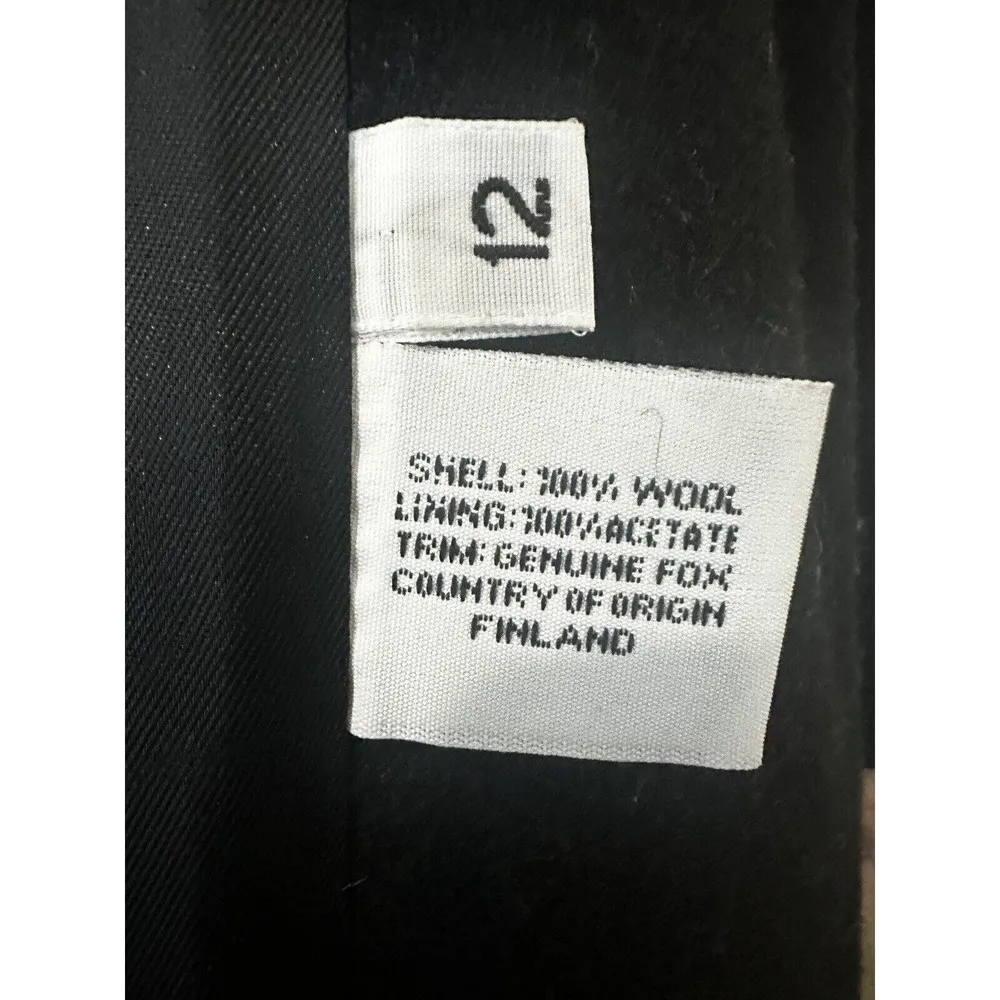 12
SHELL: 100% WOOL
LINING: 100% ACETATE
TRIM: GENUINE FOX
COUNTRY OF ORIGIN
FINLAND